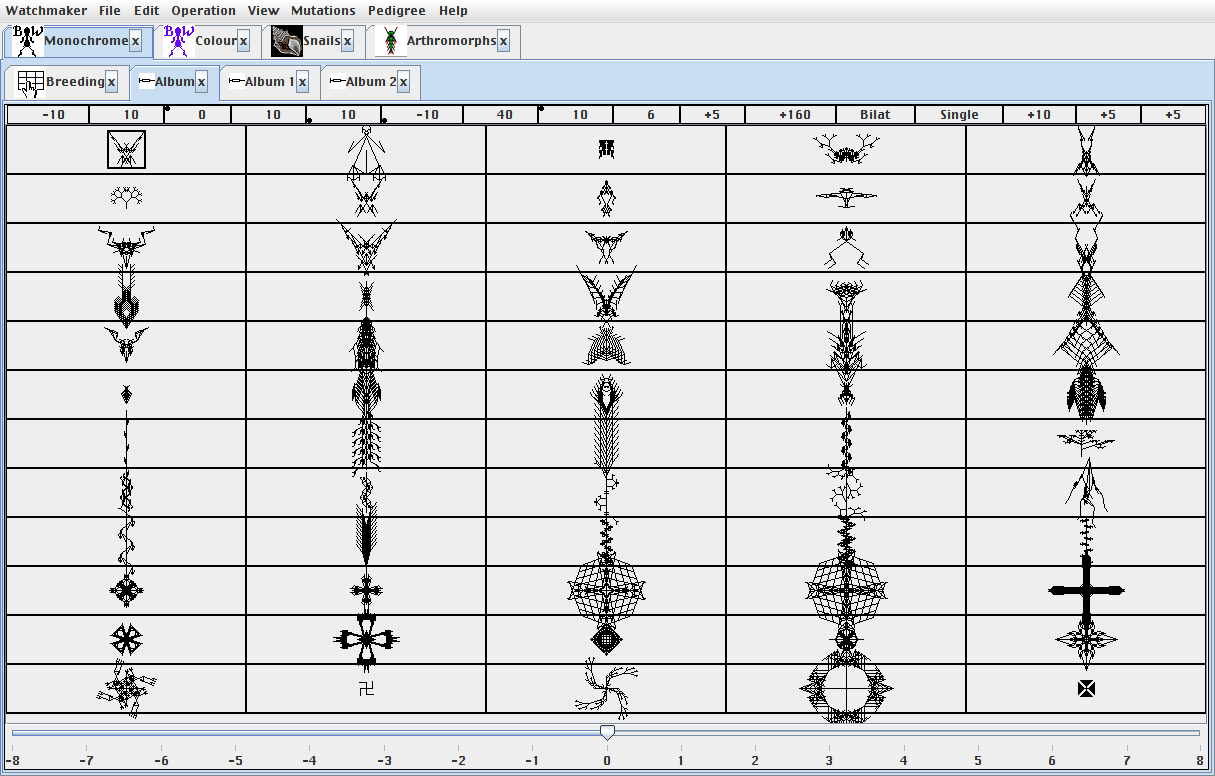 Watchmaker File Edit Operation View Mutations Pedigree Help
BW Monochrome x BW Colour x Snails x Arthromorphs x
Breeding x Album x Album 1 x Album 2 x
-10 10 0 10 10 -10 40 10 6 +5 +160 Bilat Single +10 +5 +5
-8 -7 -6 -5 -4 -3 -2 -1 0 1 2 3 4 5 6 7 8